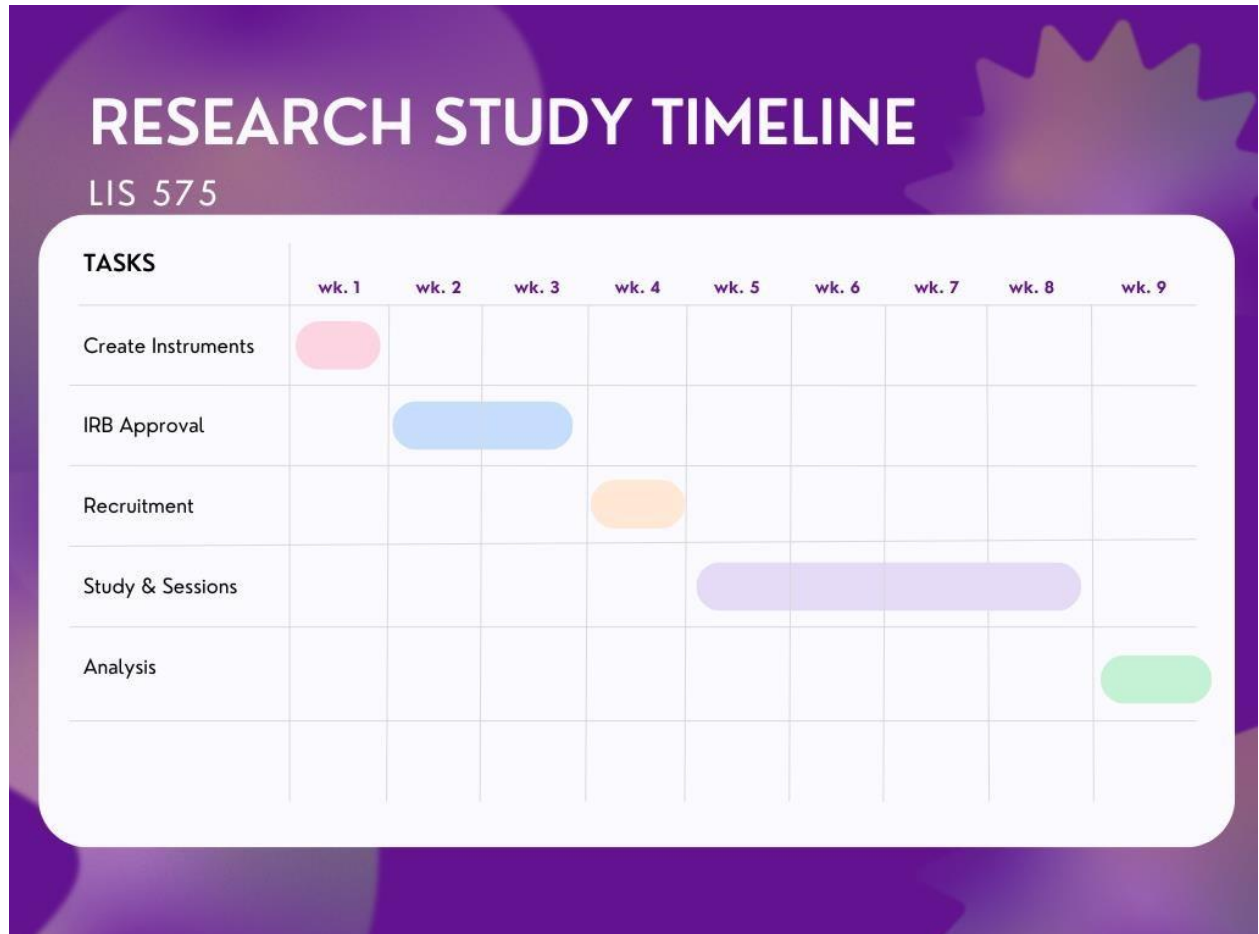 RESEARCH STUDY TIMELINE
LIS 575
TASKS
wk. 1 wk. 2 wk. 3 wk. 4 wk. 5 wk. 6 wk. 7 wk. 8 wk. 9
Create Instruments
IRB Approval
Recruitment
Study & Sessions
Analysis